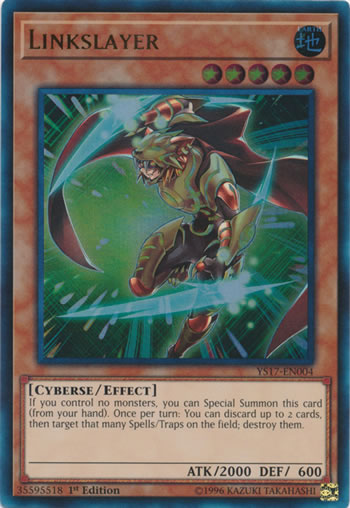 LINKSLAYER
EARTH
地
YS17-EN004
[CYBERSE/EFFECT]
If you control no monsters, you can Special Summon this card
(from your hand). Once per turn: You can discard up to 2 cards,
then target that many Spells/Traps on the field; destroy them.
ATK/2000 DEF/ 600
35595518 1st Edition ©1996 KAZUKI TAKAHASHI